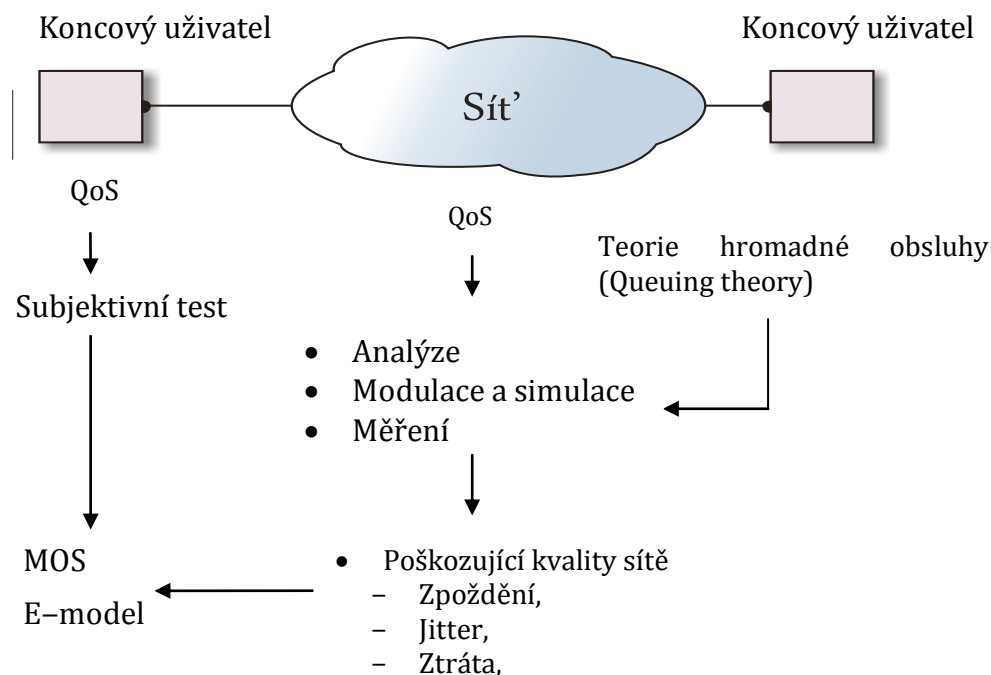 Koncový uživatel
Koncový uživatel
Síť
QoS
QoS
Teorie hromadné obsluhy
(Queuing theory)
Subjektivní test
• Analýze
• Modulace a simulace
• Měření
MOS
E–model
• Poškozující kvality sítě
– Zpoždění,
– Jitter,
– Ztráta,